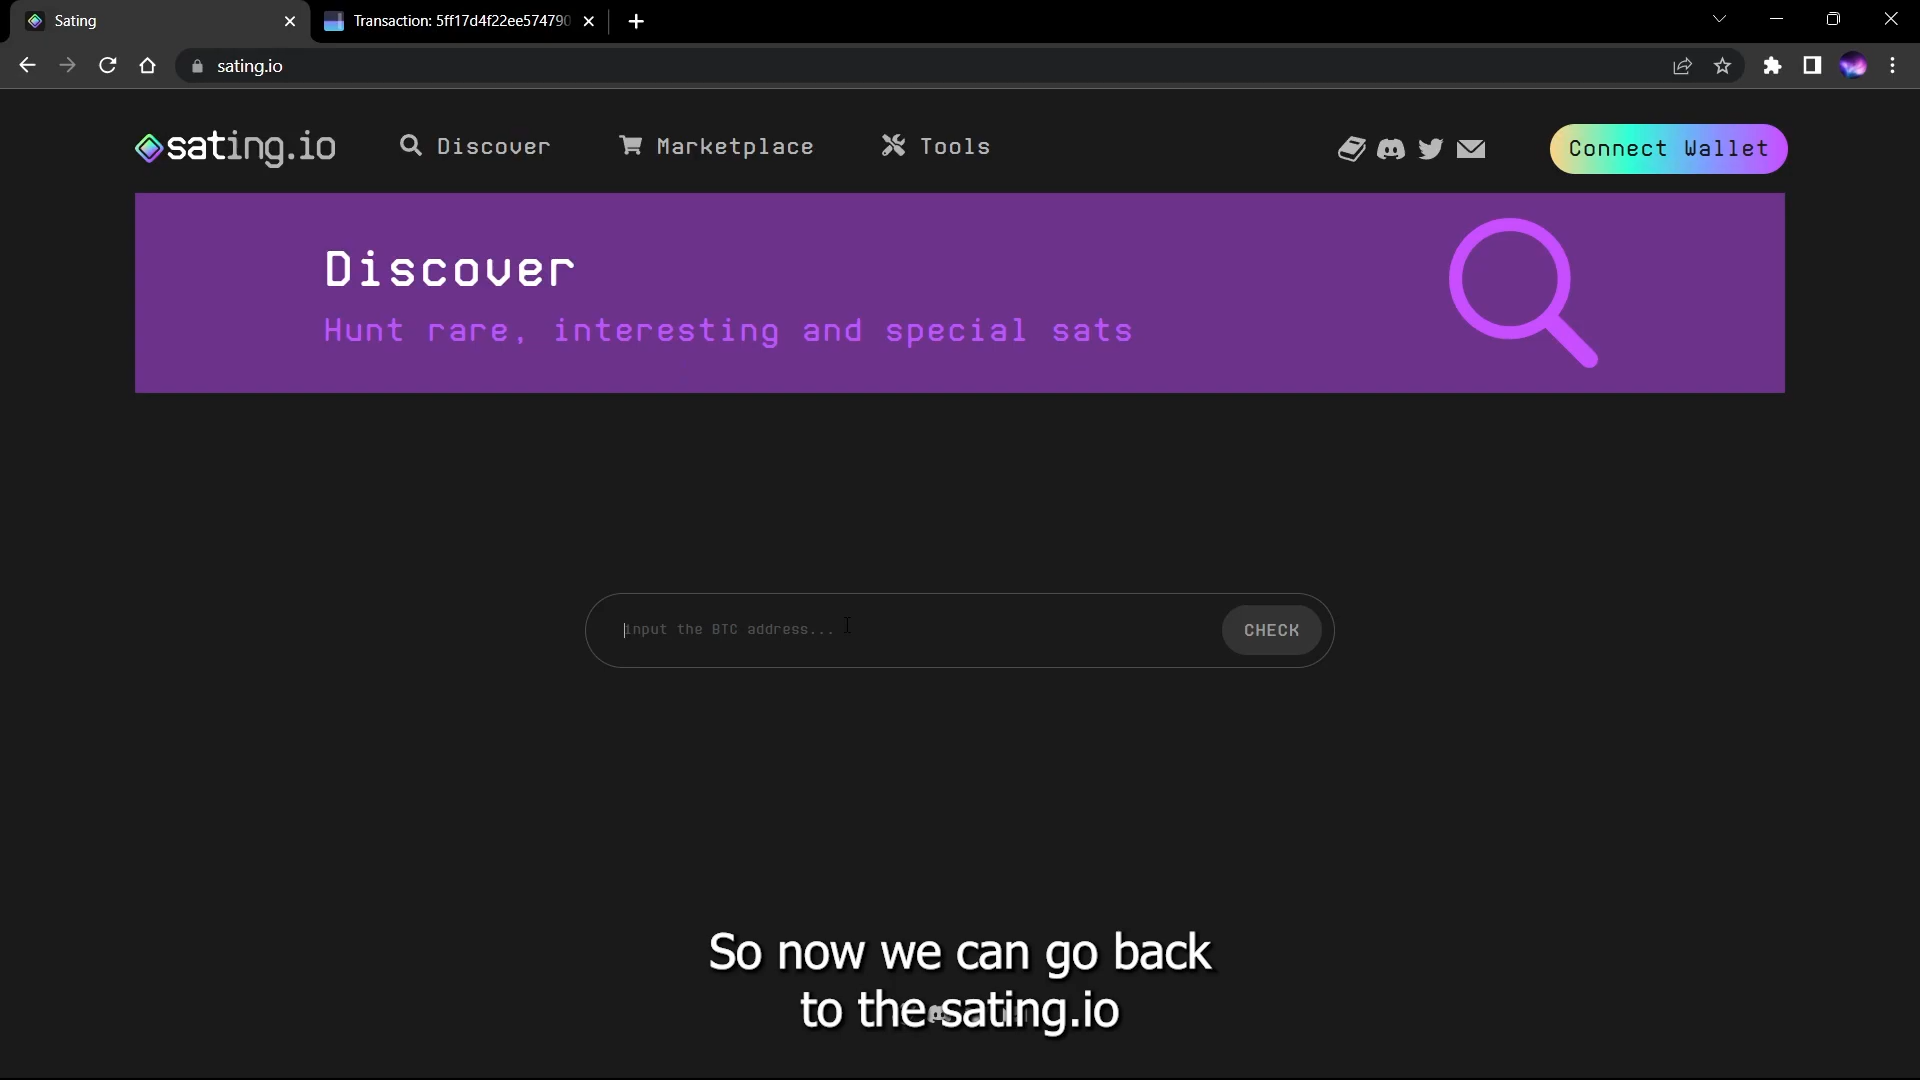 Sating
Transaction: 5ff17d4f22ee574790
sating.io
sating.io
Discover
Marketplace
Tools
Connect Wallet
Discover
Hunt rare, interesting and special sats
input the BTC address...
CHECK
So now we can go back
to the sating.io